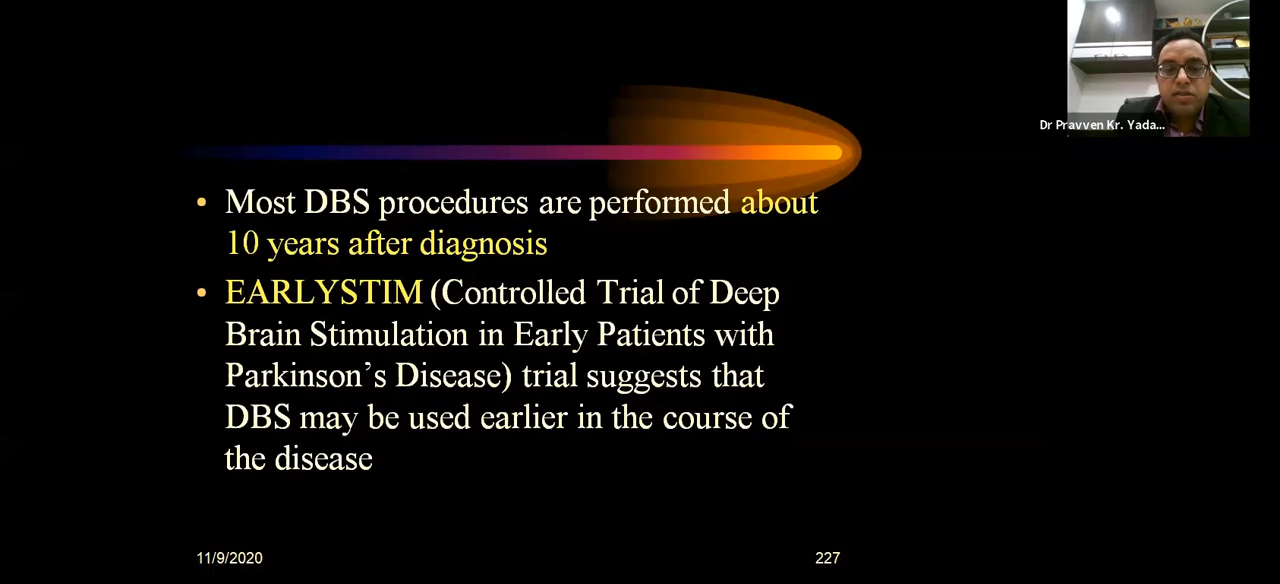 Dr Pravven Kr. Yada...
• Most DBS procedures are performed about
10 years after diagnosis
• EARLYSTIM (Controlled Trial of Deep
Brain Stimulation in Early Patients with
Parkinson’s Disease) trial suggests that
DBS may be used earlier in the course of
the disease
11/9/2020
227